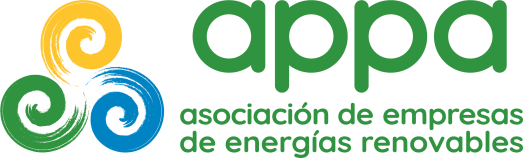 appa
asociación de empresas
de energías renovables